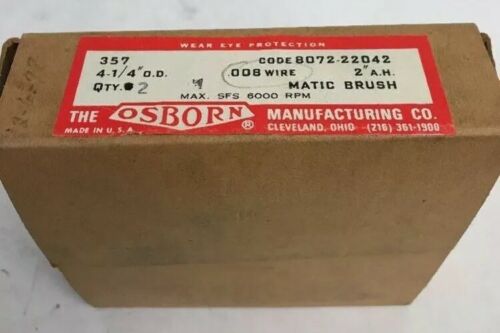 WEAR EYE PROTECTION
357 CODE 8072-22042
4-1/4" O.D. .008 WIRE 2" A.H.
QTY. 2 MATIC BRUSH
MAX. SFS 6000 RPM
THE OSBORN ® MANUFACTURING CO.
MADE IN U.S.A. CLEVELAND, OHIO (216) 361-1900